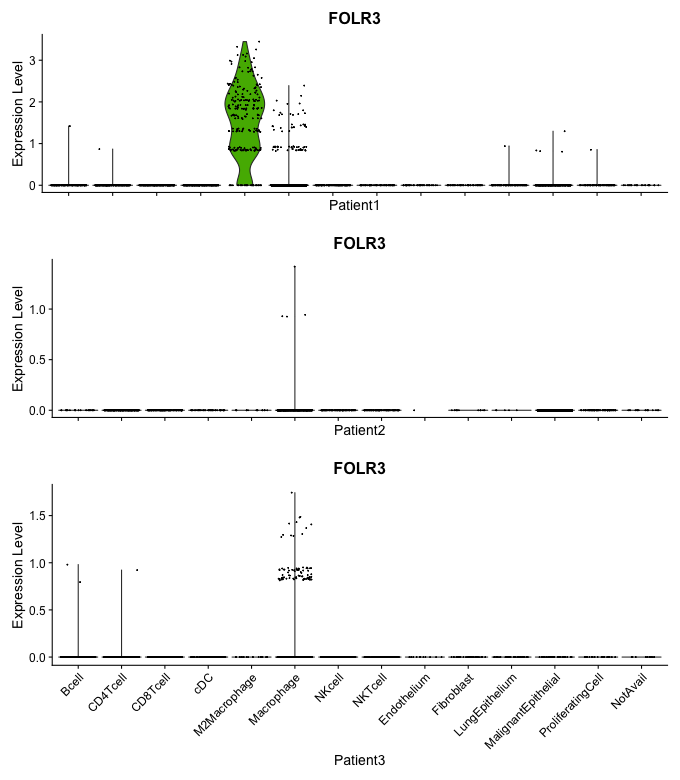 FOLR3
Expression Level
3
2
1
0
Patient1
FOLR3
Expression Level
1.0
0.5
0.0
Patient2
FOLR3
Expression Level
1.5
1.0
0.5
0.0
Bcell
CD4Tcell
CD8Tcell
cDC
M2Macrophage
Macrophage
NKcell
NKTcell
Endothelium
Fibroblast
LungEpithelium
MalignantEpithelial
ProliferatingCell
NotAvail
Patient3